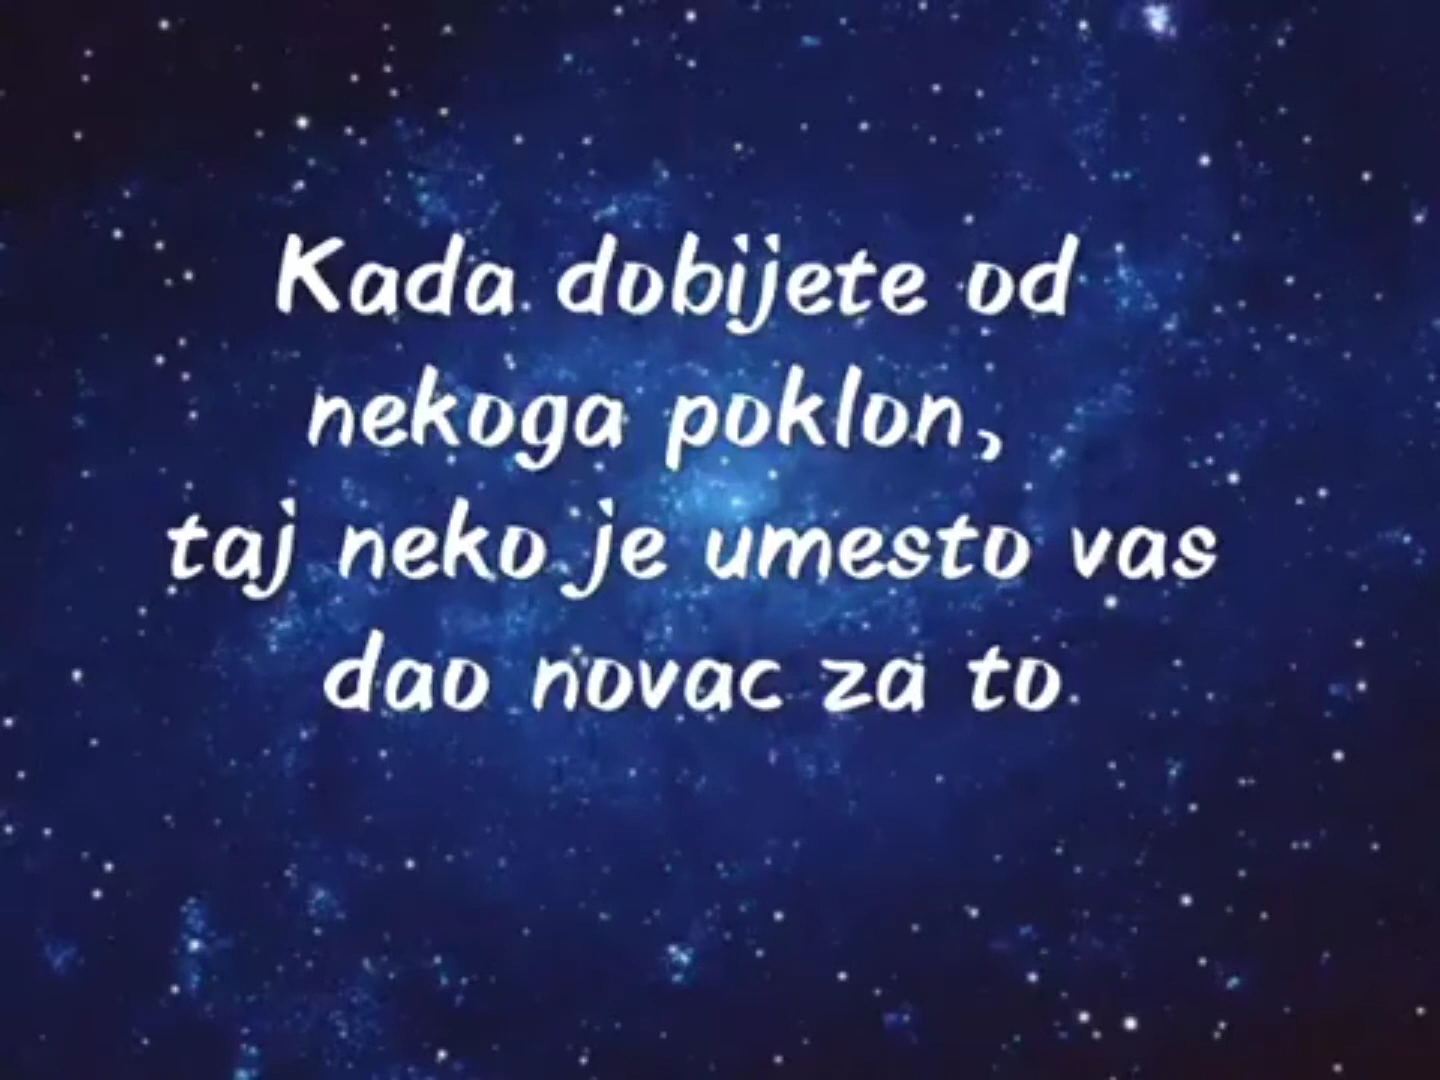 Kada dobijete od
nekoga poklon,
taj neko je umesto vas
dao novac za to